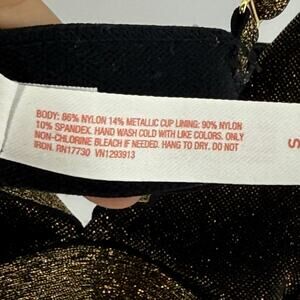 BODY: 86% NYLON 14% METALLIC CUP LINING: 90% NYLON
10% SPANDEX. HAND WASH COLD WITH LIKE COLORS. ONLY
NON-CHLORINE BLEACH IF NEEDED. HANG TO DRY. DO NOT
IRON. RN17730 VN1293913
S